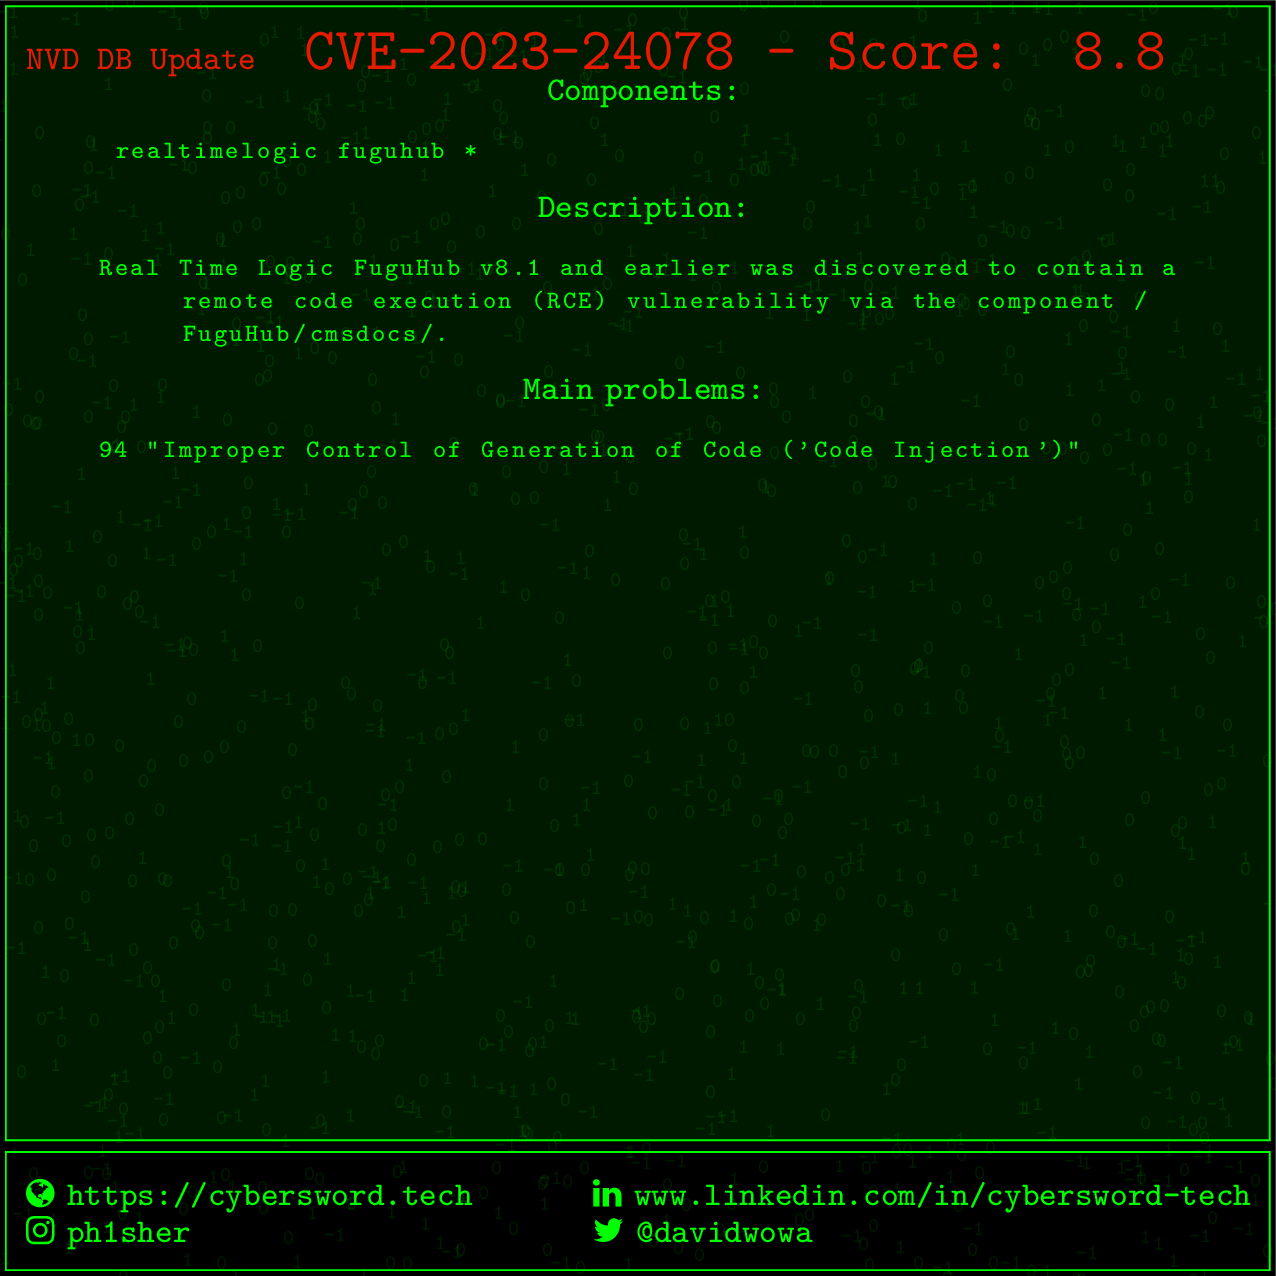 NVD DB Update CVE-2023-24078 - Score: 8.8
Components:
realtimelogic fuguhub *
Description:
Real Time Logic FuguHub v8.1 and earlier was discovered to contain a
remote code execution (RCE) vulnerability via the component /
FuguHub/cmsdocs/.
Main problems:
94 "Improper Control of Generation of Code ('Code Injection')"
https://cybersword.tech
www.linkedin.com/in/cybersword-tech
ph1sher
@davidwowa